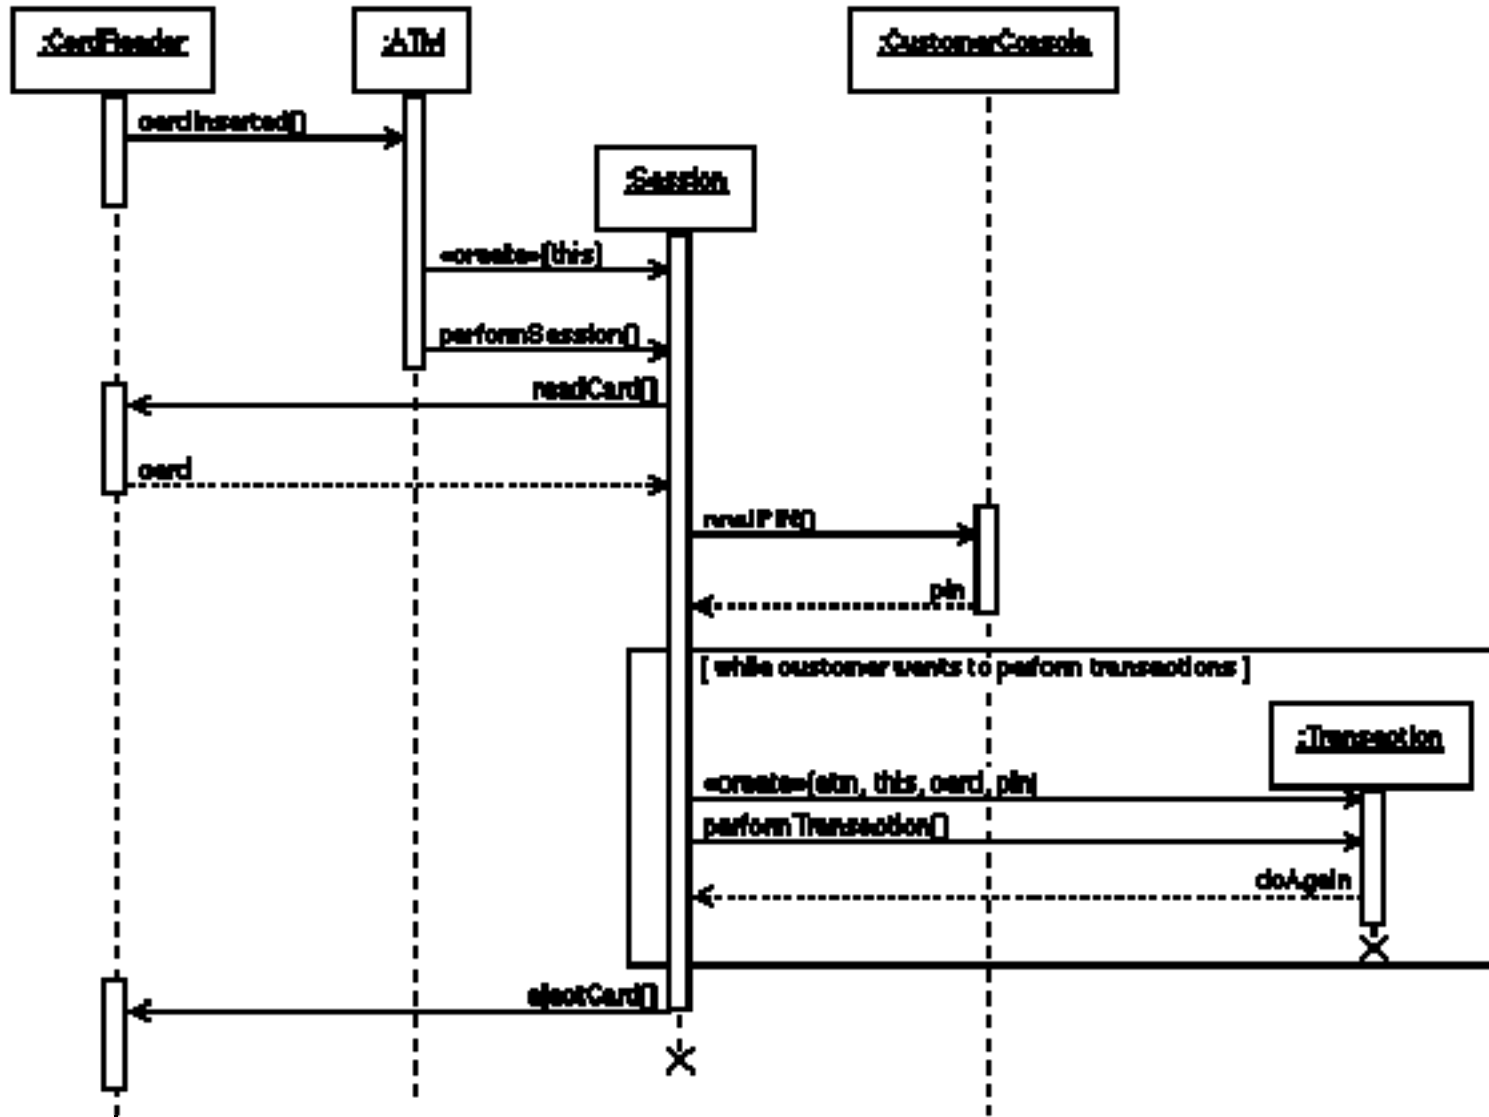 :CardReader
:ATM
:CustomerConsole
cardInserted()
:Session
«create»(this)
performSession()
readCard()
card
readPIN()
pin
[ while customer wants to perform transactions ]
:Transaction
«create»(atm, this, card, pin)
performTransaction()
doAgain
ejectCard()